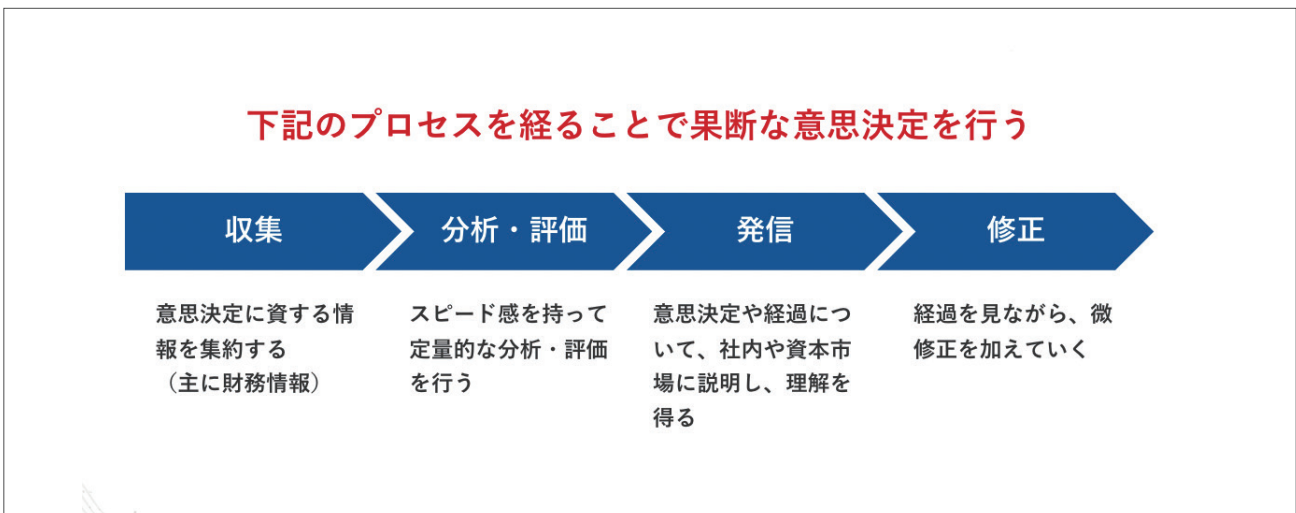 下記のプロセスを経ることで果断な意思決定を行う
収集
分析・評価
発信
修正
意思決定に資する情
報を集約する
（主に財務情報）
スピード感を持って
定量的な分析・評価
を行う
意思決定や経過につ
いて、社内や資本市
場に説明し、理解を
得る
経過を見ながら、微
修正を加えていく